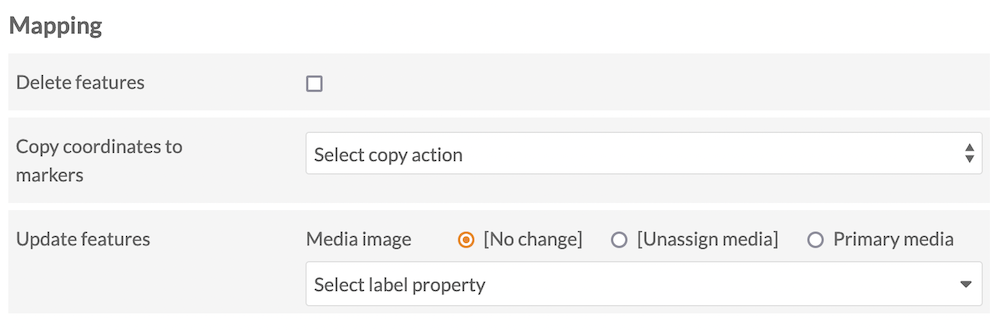 Mapping
Delete features
Copy coordinates to
markers
Select copy action
Update features
Media image [No change] [Unassign media] Primary media
Select label property